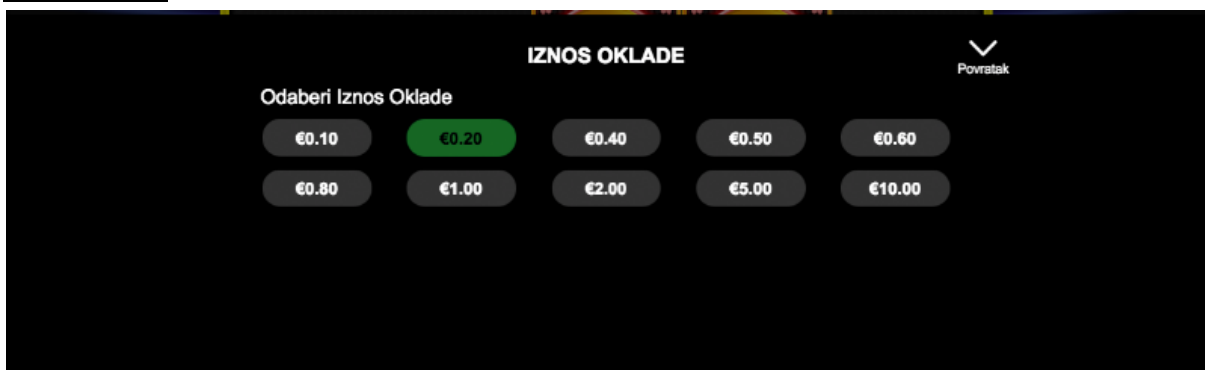 IZNOS OKLADE
Povratak
Odaberi Iznos Oklade
€0.10 €0.20 €0.40 €0.50 €0.60
€0.80 €1.00 €2.00 €5.00 €10.00